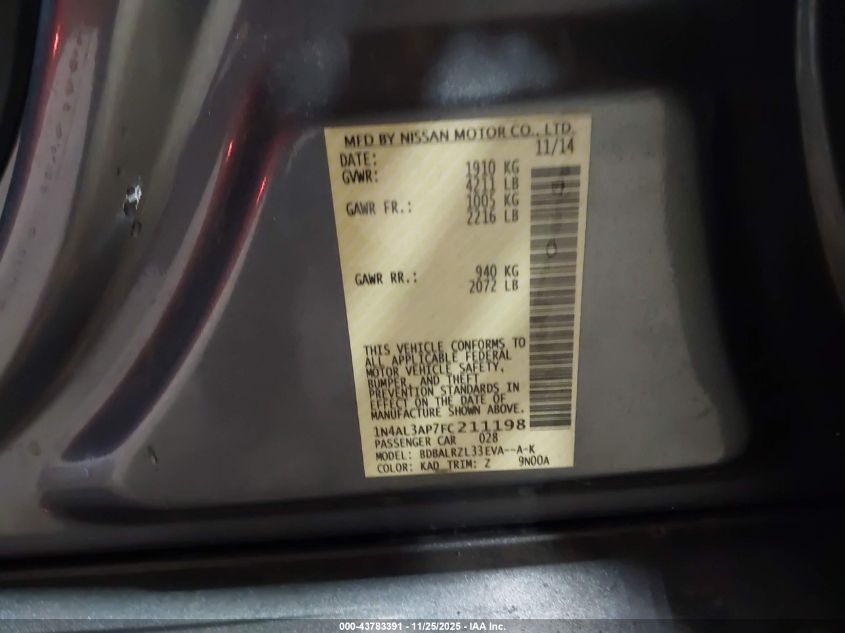 MFD BY NISSAN MOTOR CO., LTD.
DATE: 11/14
GVWR: 1910 KG
4211 LB
GAWR FR.: 1005 KG
2216 LB
GAWR RR.: 940 KG
2072 LB
THIS VEHICLE CONFORMS TO
ALL APPLICABLE FEDERAL
MOTOR VEHICLE SAFETY,
BUMPER, AND THEFT
PREVENTION STANDARDS IN
EFFECT ON THE DATE OF
MANUFACTURE SHOWN ABOVE.
1N4AL3AP7FC211198
PASSENGER CAR 028
MODEL: BDBALRZL33EVA--A-K
COLOR: KAD TRIM: Z 9N00A
000-43783391 - 11/25/2025 - IAA Inc.